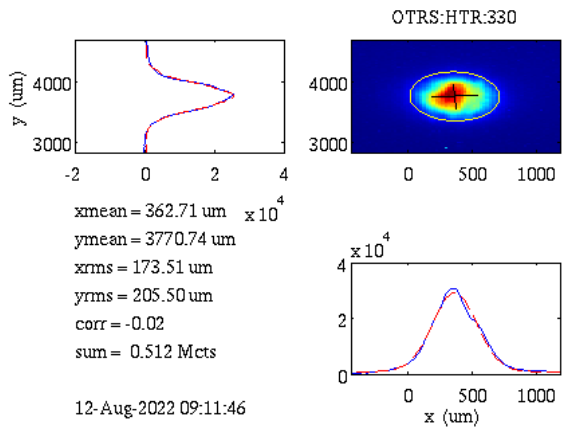 OTRS:HTR:330
y (um)
4000
3000
-2
0
2
4
x 10^4
4000
3000
0
500
1000
xmean = 362.71 um
ymean = 3770.74 um
xrms = 173.51 um
yrms = 205.50 um
corr = -0.02
sum = 0.512 Mcts
12-Aug-2022 09:11:46
x 10^4
4
2
0
0
500
1000
x (um)